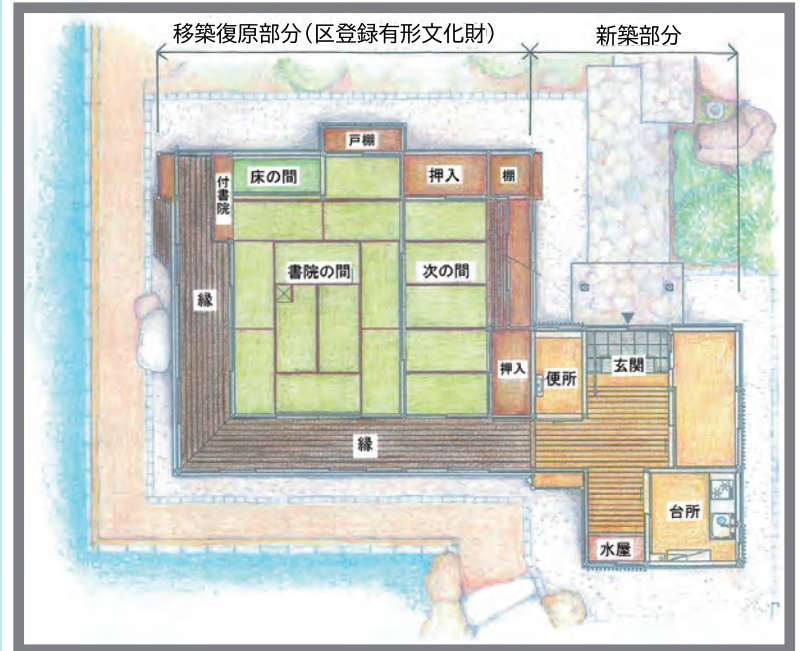 移築復原部分（区登録有形文化財）
新築部分
戸棚
床の間
付書院
押入
棚
書院の間
次の間
縁
押入
便所
玄関
縁
台所
水屋